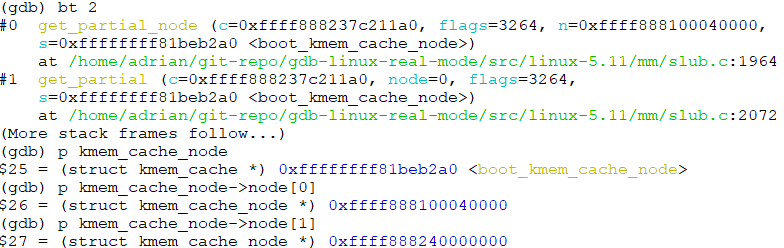 (gdb) bt 2
#0  get_partial_node (c=0xffff888237c211a0, flags=3264, n=0xffff888100040000,
    s=0xffffffff81beb2a0 <boot_kmem_cache_node>)
    at /home/adrian/git-repo/gdb-linux-real-mode/src/linux-5.11/mm/slub.c:1964
#1  get_partial (c=0xffff888237c211a0, node=0, flags=3264,
    s=0xffffffff81beb2a0 <boot_kmem_cache_node>)
    at /home/adrian/git-repo/gdb-linux-real-mode/src/linux-5.11/mm/slub.c:2072
(More stack frames follow...)
(gdb) p kmem_cache_node
$25 = (struct kmem_cache *) 0xffffffff81beb2a0 <boot_kmem_cache_node>
(gdb) p kmem_cache_node->node[0]
$26 = (struct kmem_cache_node *) 0xffff888100040000
(gdb) p kmem_cache_node->node[1]
$27 = (struct kmem_cache_node *) 0xffff888240000000